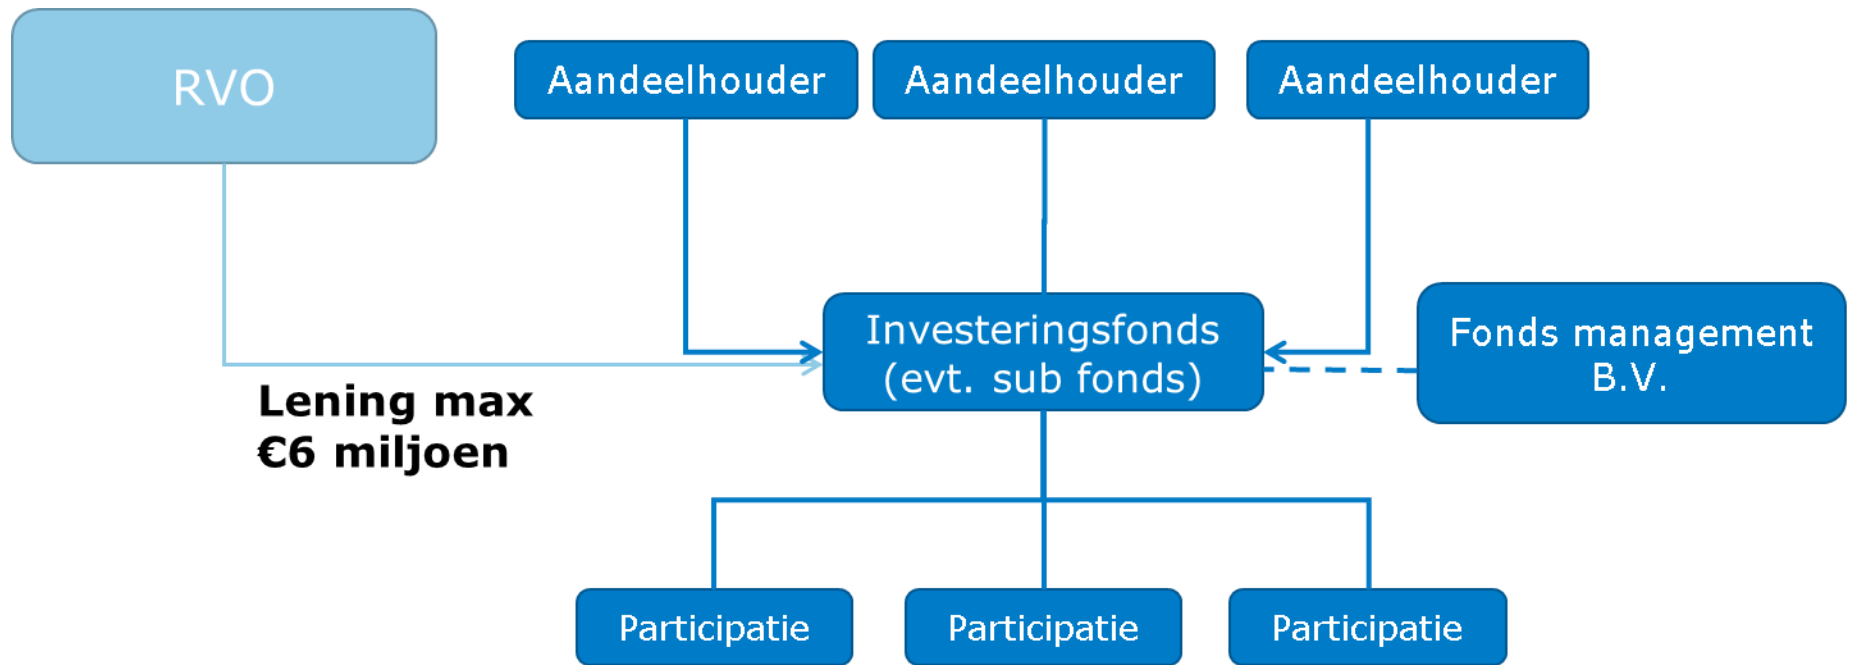 RVO
Aandeelhouder
Aandeelhouder
Aandeelhouder
Investeringsfonds
(evt. sub fonds)
Fonds management
B.V.
Lening max
€6 miljoen
Participatie
Participatie
Participatie